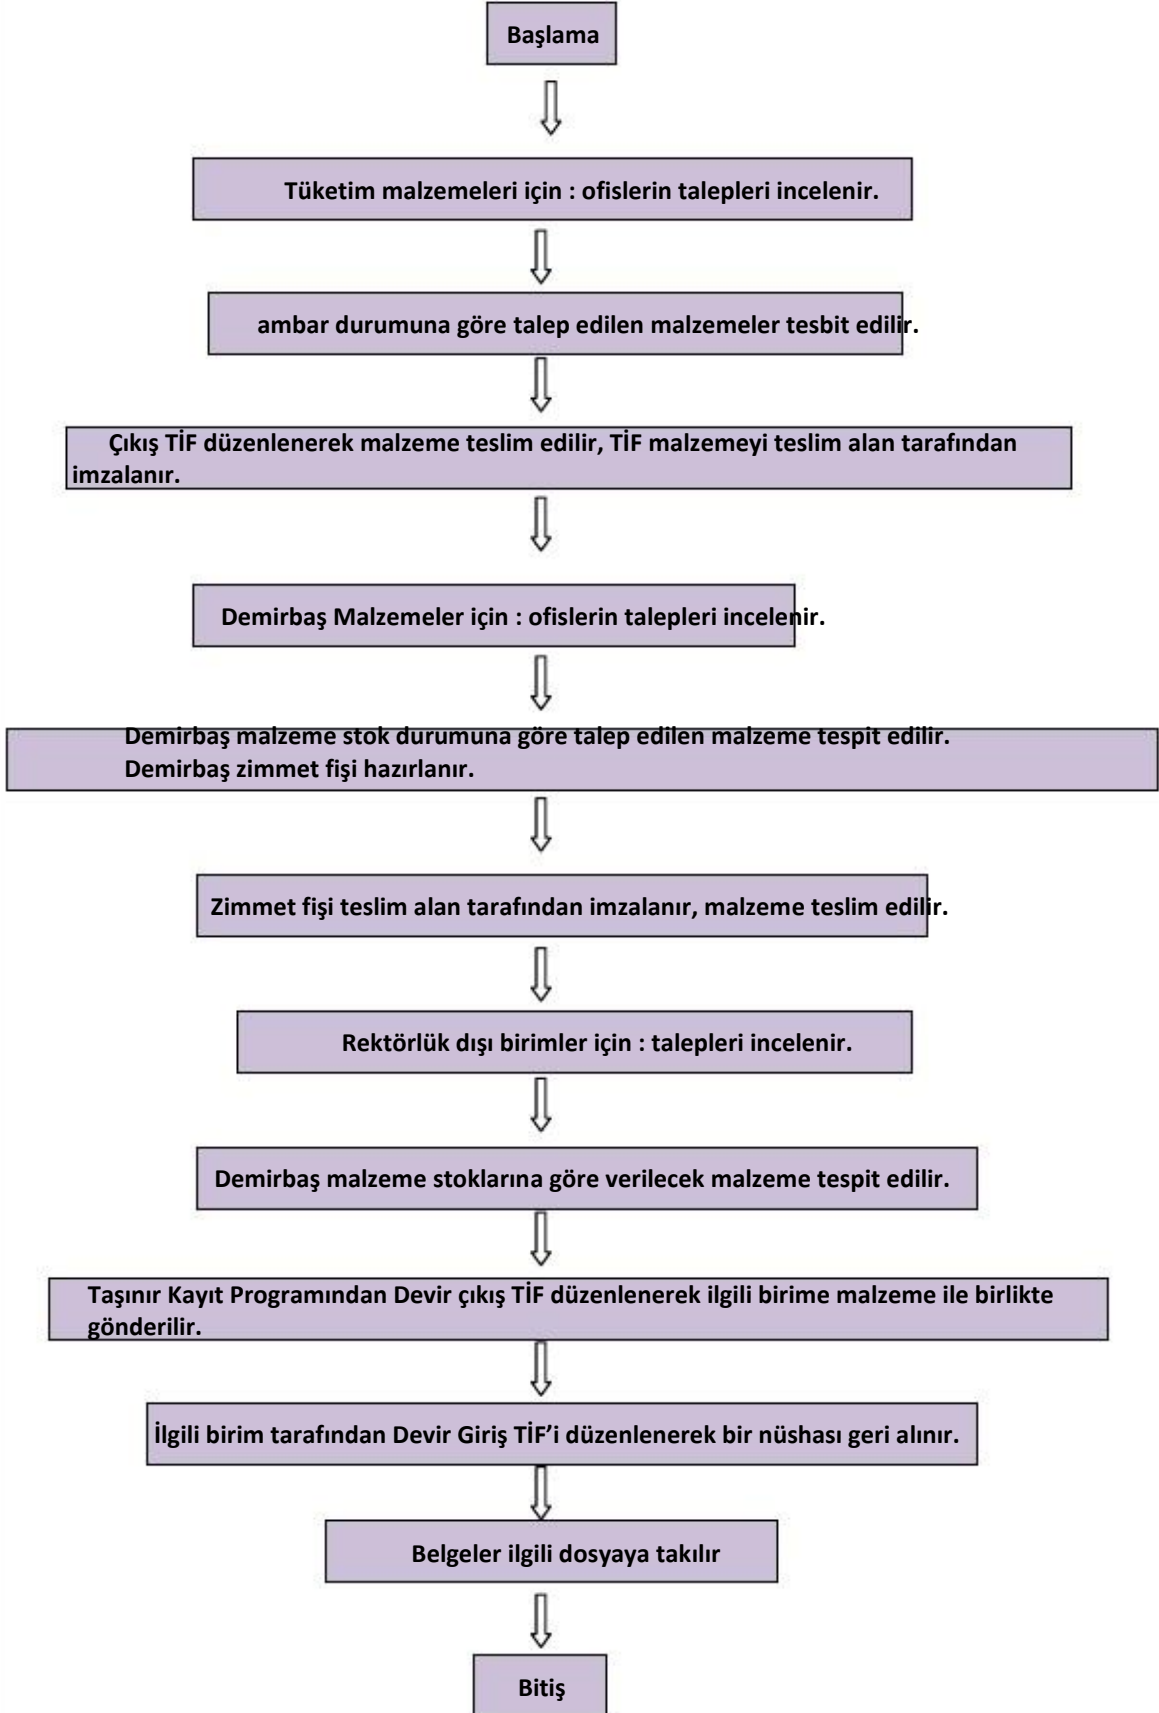 Başlama
Tüketim malzemeleri için : ofislerin talepleri incelenir.
ambar durumuna göre talep edilen malzemeler tesbit edilir.
Çıkış TİF düzenlenerek malzeme teslim edilir, TİF malzemeyi teslim alan tarafından
imzalanır.
Demirbaş Malzemeler için : ofislerin talepleri incelenir.
Demirbaş malzeme stok durumuna göre talep edilen malzeme tespit edilir.
Demirbaş zimmet fişi hazırlanır.
Zimmet fişi teslim alan tarafından imzalanır, malzeme teslim edilir.
Rektörlük dışı birimler için : talepleri incelenir.
Demirbaş malzeme stoklarına göre verilecek malzeme tespit edilir.
Taşınır Kayıt Programından Devir çıkış TİF düzenlenerek ilgili birime malzeme ile birlikte
gönderilir.
İlgili birim tarafından Devir Giriş TİF’i düzenlenerek bir nüshası geri alınır.
Belgeler ilgili dosyaya takılır
Bitiş